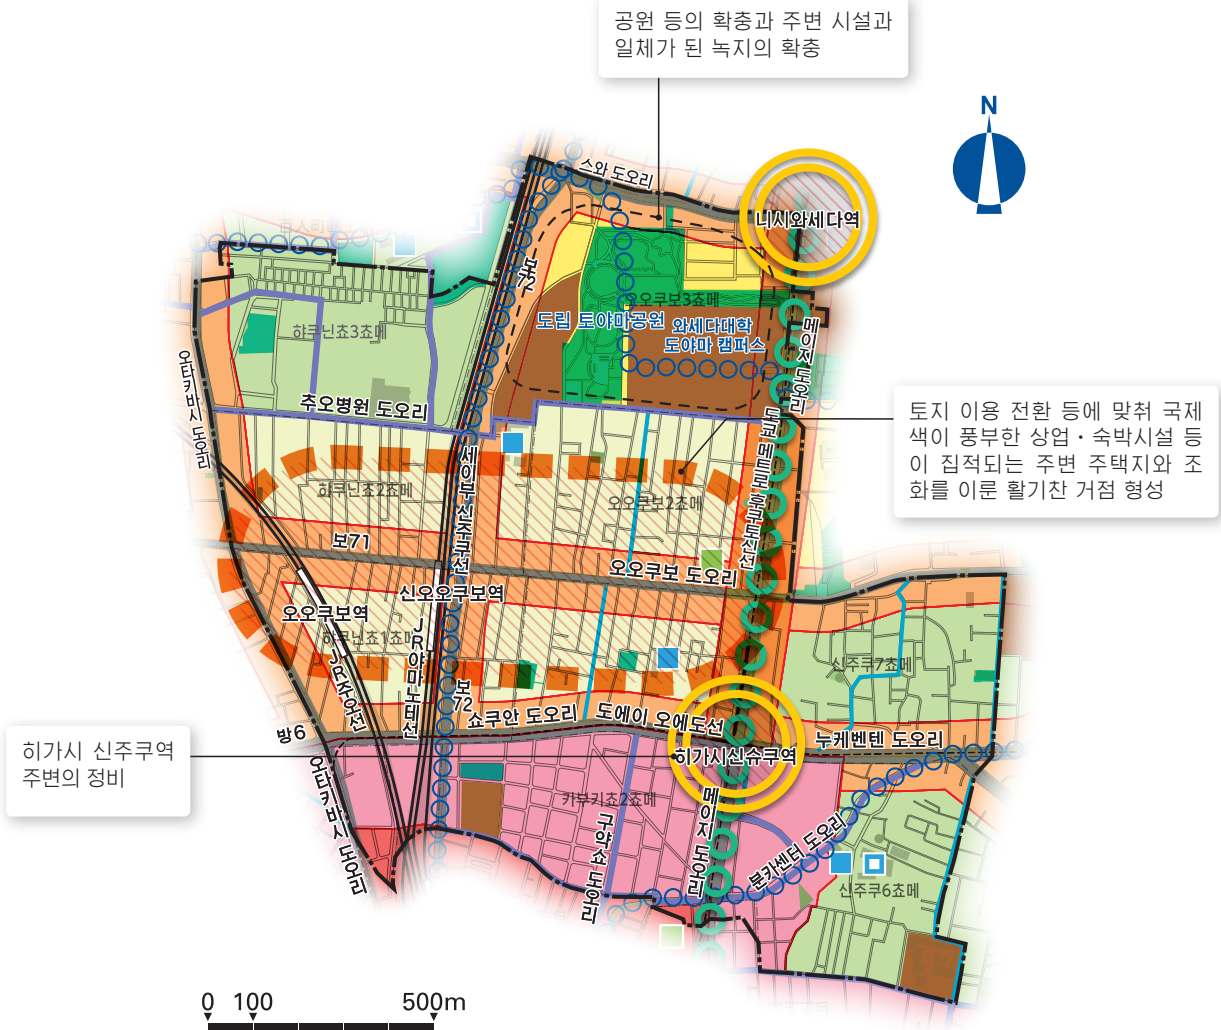 공원 등의 확충과 주변 시설과
일체가 된 녹지의 확충
N
스와 도오리
니시와세다역
보72
오오쿠보3쵸메
도립 토야마공원
와세다대학
도야마 캠퍼스
햐쿠닌쵸3쵸메
메이지 도오리
오타키바시 도오리
추오병원 도오리
토지 이용 전환 등에 맞춰 국제
색이 풍부한 상업・숙박시설 등
이 집적되는 주변 주택지와 조
화를 이룬 활기찬 거점 형성
세이부 신주쿠선
도쿄 메트로 후쿠도신선
햐쿠닌쵸2쵸메
오오쿠보2쵸메
보71
오오쿠보 도오리
신오오쿠보역
오오쿠보역
햐쿠닌쵸1쵸메
JR주오선
JR야마노테선
신주쿠7쵸메
보72
쇼쿠안 도오리
도에이 오에도선
방6
누케벤텐 도오리
히가시 신주쿠역
주변의 정비
히가시신슈쿠역
오타키바시 도오리
카부키쵸2쵸메
구약쇼 도오리
메이지 도오리
분카센터 도오리
신주쿠6쵸메
0 100 500m